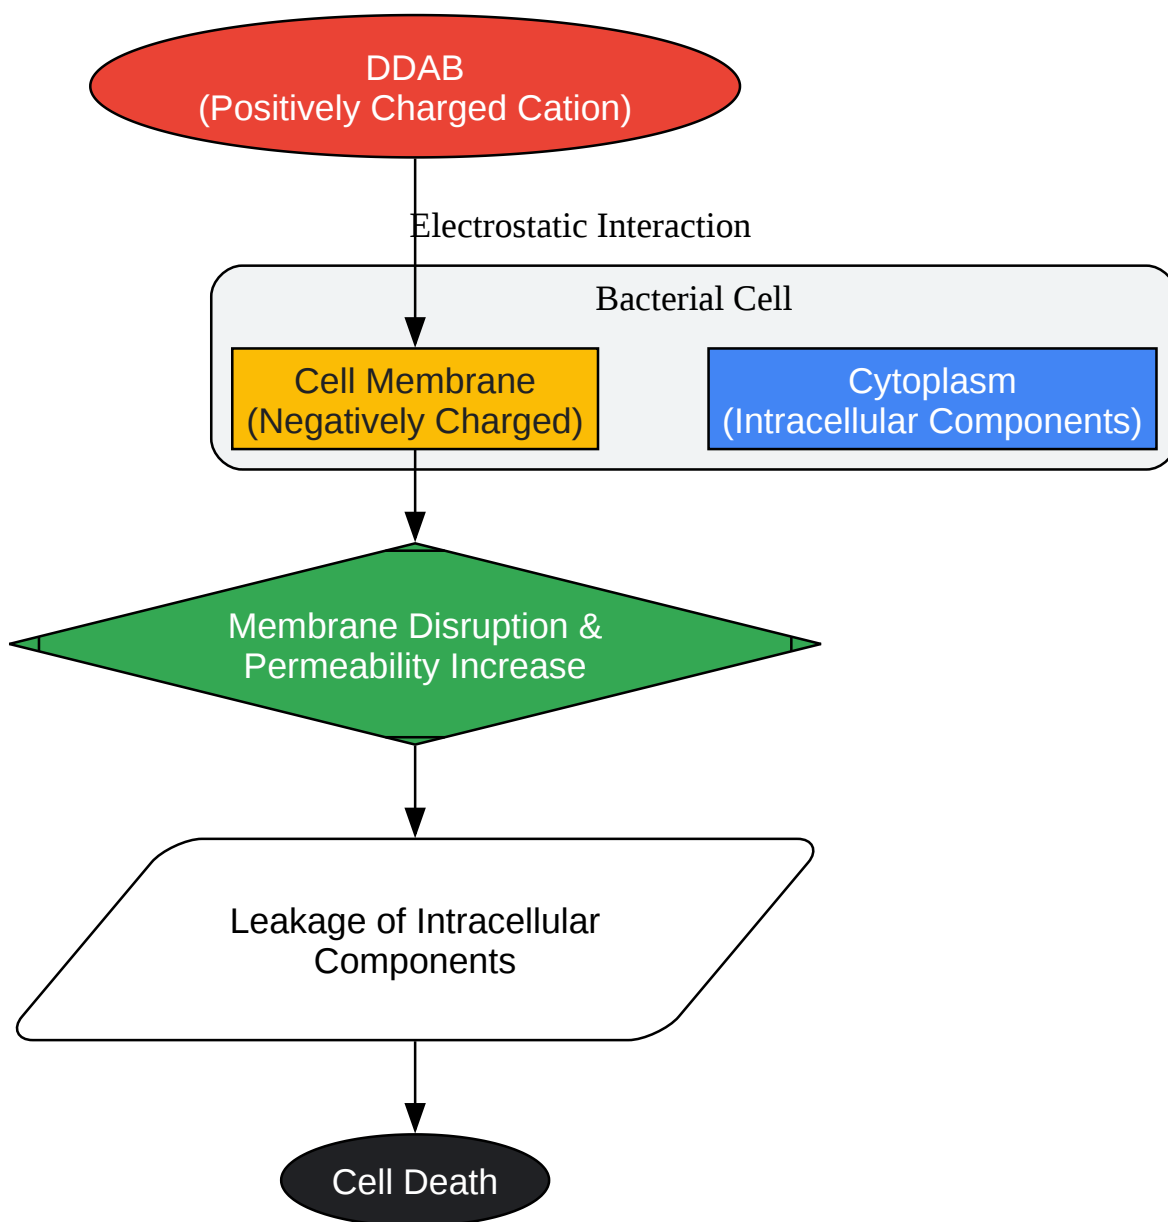 DDAB
(Positively Charged Cation)
Electrostatic Interaction
Bacterial Cell
Cell Membrane
(Negatively Charged)
Cytoplasm
(Intracellular Components)
Membrane Disruption &
Permeability Increase
Leakage of Intracellular
Components
Cell Death